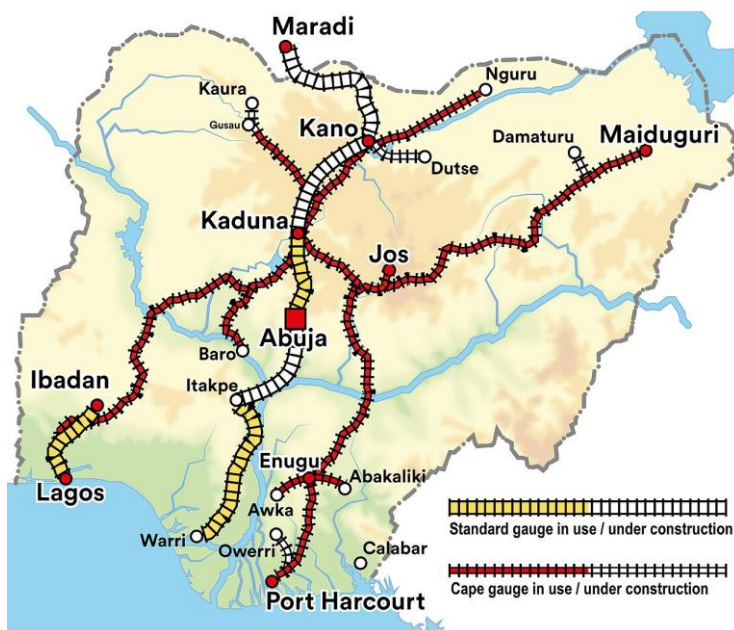 Maradi
Nguru
Kaura
Gusau
Kano
Damaturu
Maiduguri
Dutse
Kaduna
Jos
Abuja
Baro
Ibadan
Itakpe
Enugu
Abakaliki
Lagos
Awka
Warri
Owerri
Calabar
Port Harcourt
Standard gauge in use / under construction
Cape gauge in use / under construction